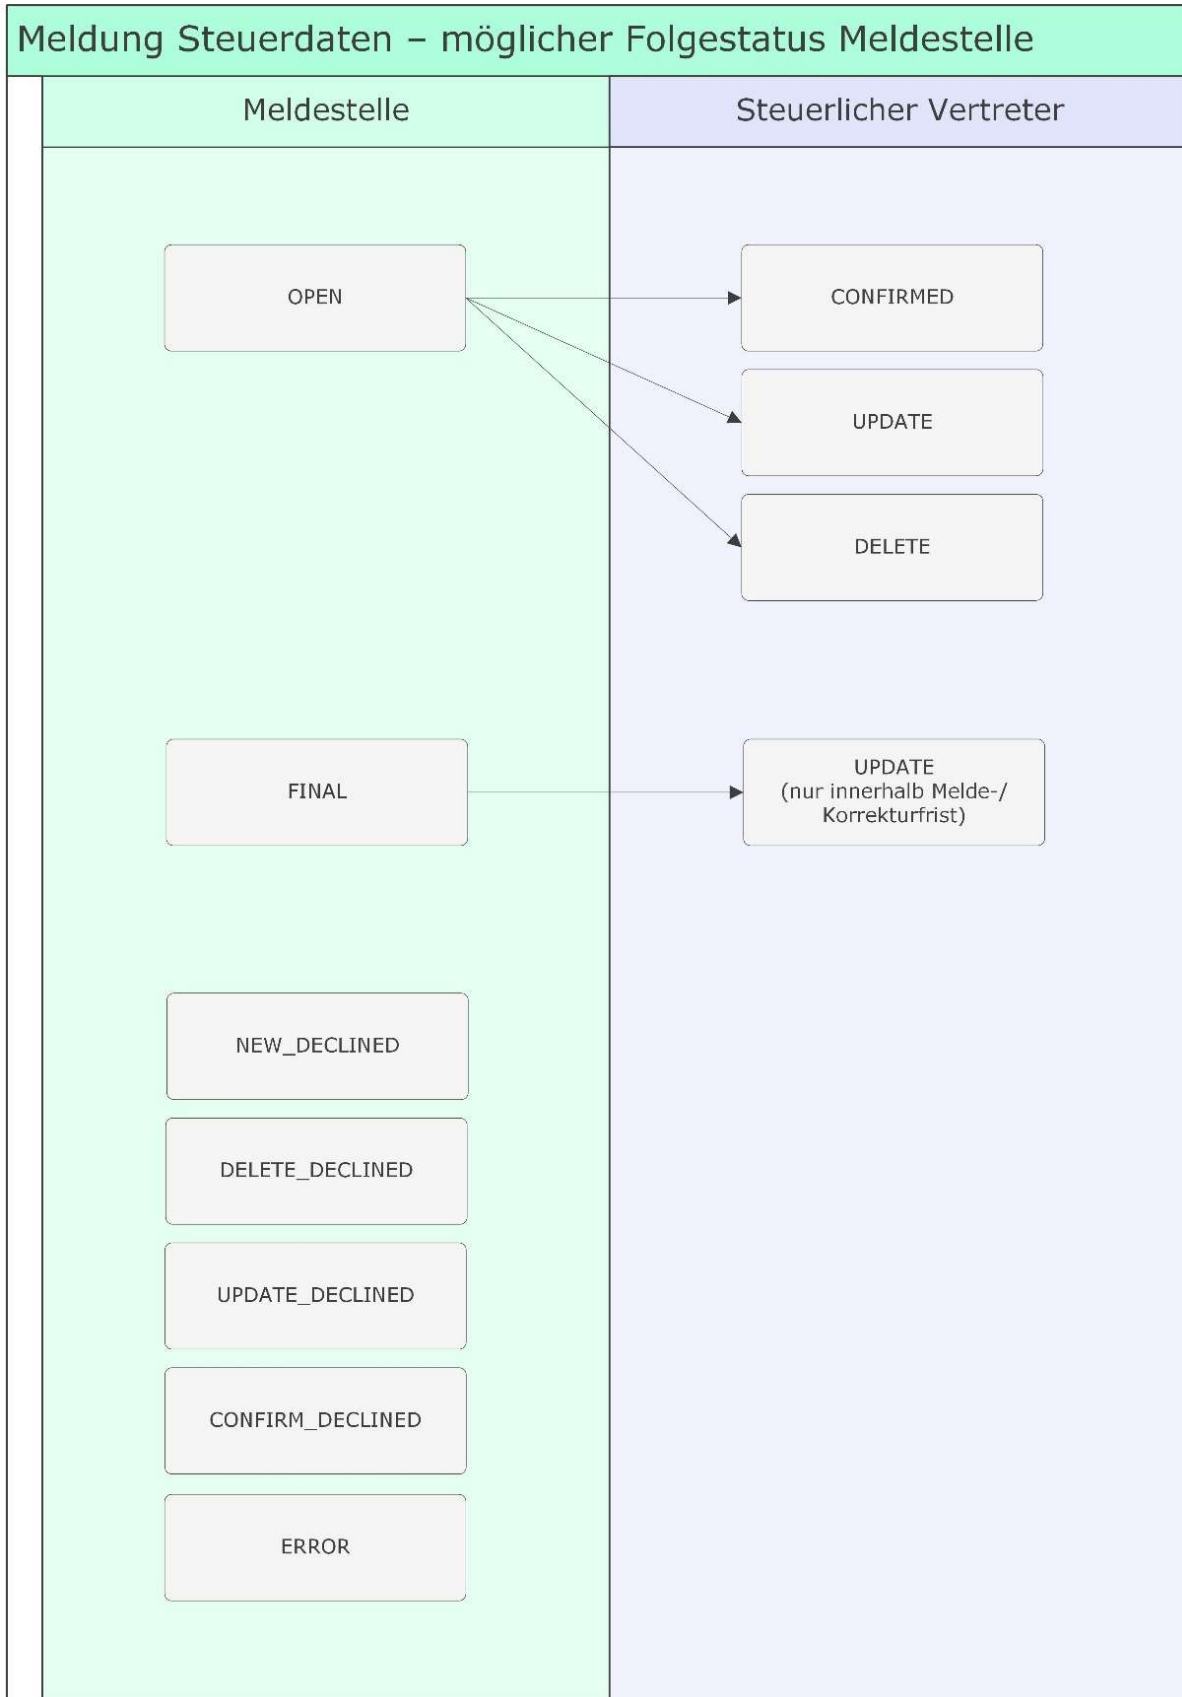 Meldung Steuerdaten – möglicher Folgestatus Meldestelle
Meldestelle
Steuerlicher Vertreter
OPEN
CONFIRMED
UPDATE
DELETE
FINAL
UPDATE
(nur innerhalb Melde-/
Korrekturfrist)
NEW_DECLINED
DELETE_DECLINED
UPDATE_DECLINED
CONFIRM_DECLINED
ERROR